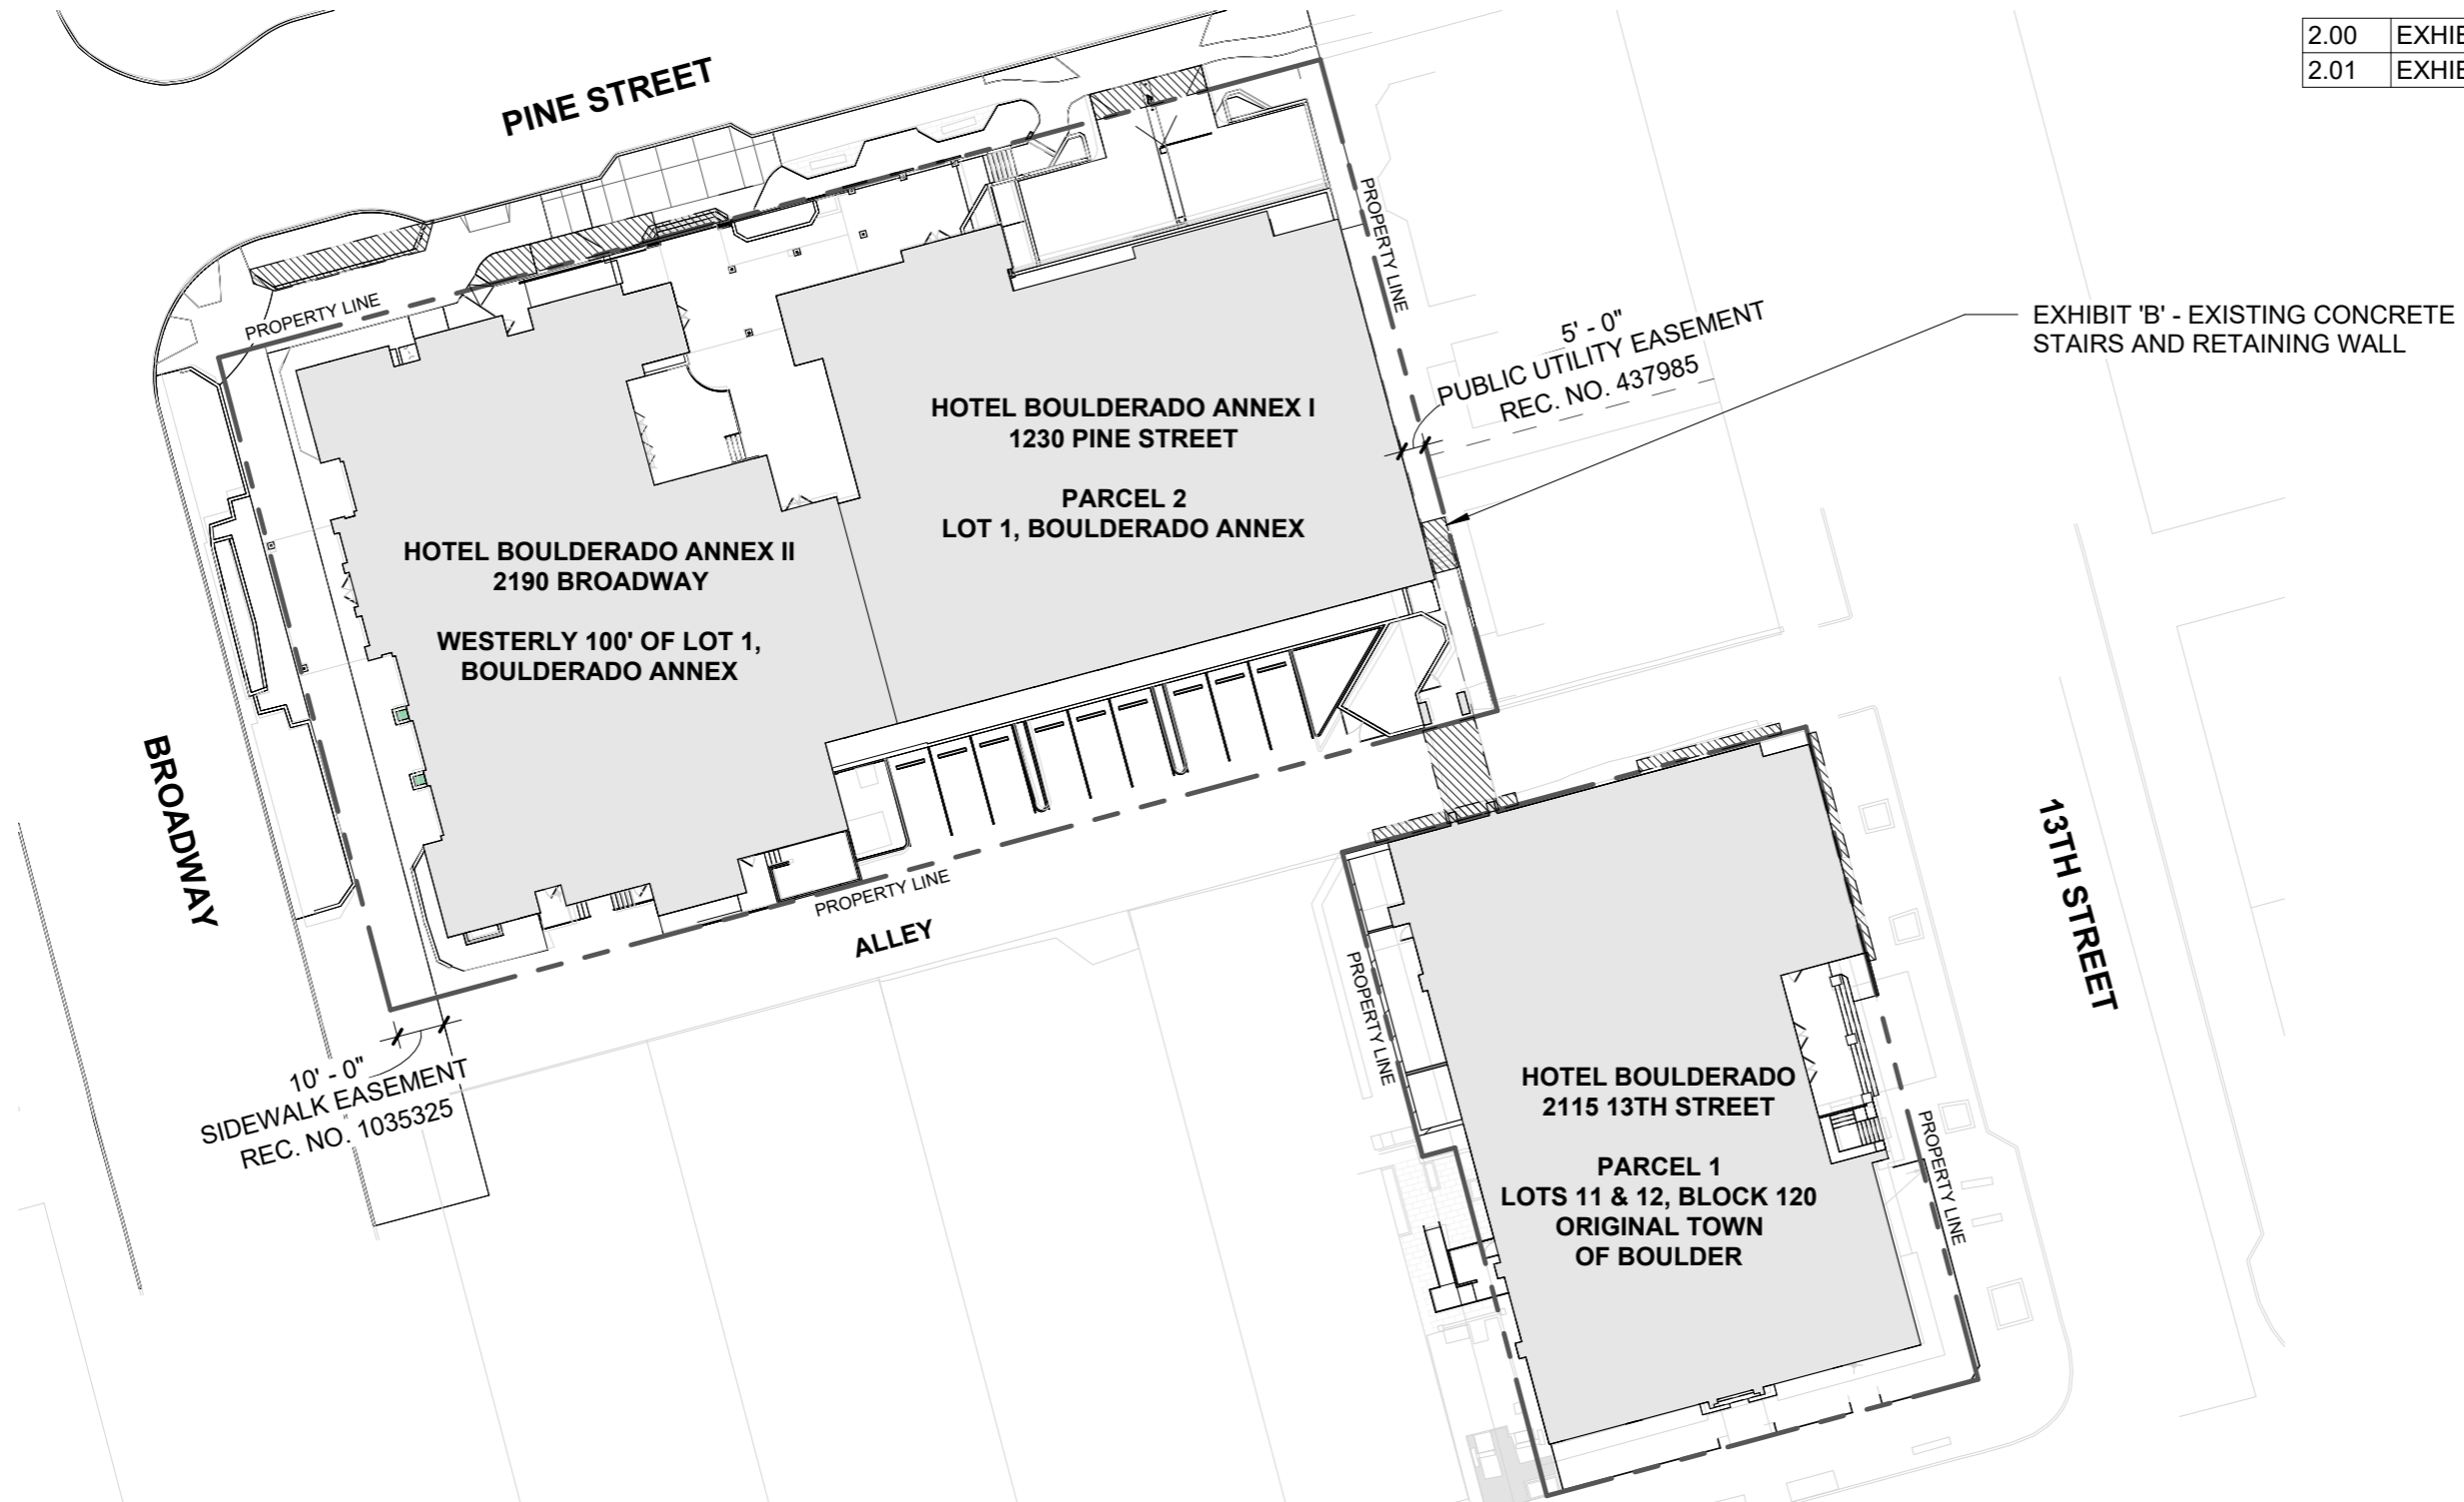 2.00 EXHIB
2.01 EXHIB
PINE STREET
PROPERTY LINE
PROPERTY LINE
5' - 0"
PUBLIC UTILITY EASEMENT
REC. NO. 437985
EXHIBIT 'B' - EXISTING CONCRETE
STAIRS AND RETAINING WALL
HOTEL BOULDERADO ANNEX I
1230 PINE STREET
PARCEL 2
LOT 1, BOULDERADO ANNEX
HOTEL BOULDERADO ANNEX II
2190 BROADWAY
WESTERLY 100' OF LOT 1,
BOULDERADO ANNEX
BROADWAY
PROPERTY LINE
ALLEY
13TH STREET
PROPERTY LINE
10' - 0"
SIDEWALK EASEMENT
REC. NO. 1035325
HOTEL BOULDERADO
2115 13TH STREET
PARCEL 1
LOTS 11 & 12, BLOCK 120
ORIGINAL TOWN
OF BOULDER
PROPERTY LINE